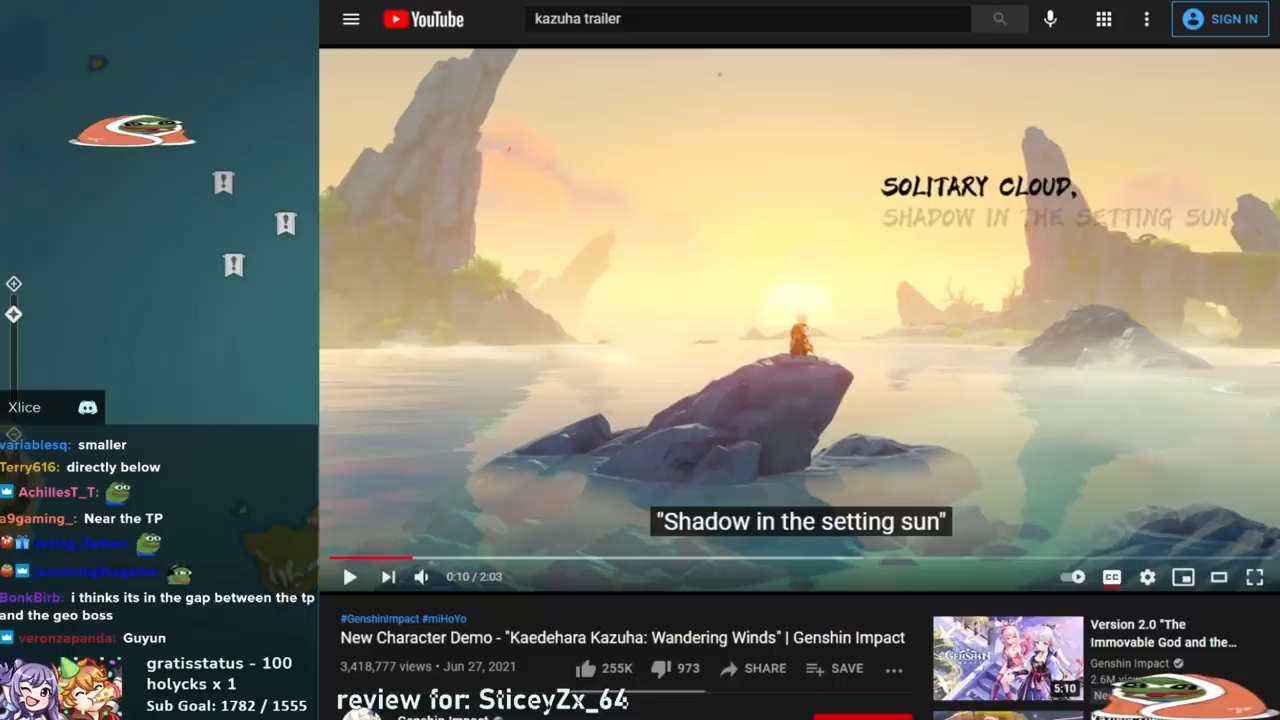 YouTube
kazuha trailer
SIGN IN
SOLITARY CLOUD,
SHADOW IN THE SETTING SUN
"Shadow in the setting sun"
0:10 / 2:03
CC
Xlice
variablesq: smaller
Terry616: directly below
AchillesT_T:
a9gaming_: Near the TP
BonkBirb: i thinks its in the gap between the tp
and the geo boss
veronzapanda: Guyun
gratisstatus - 100
holycks x 1
Sub Goal: 1782 / 1555
#GenshinImpact #miHoYo
New Character Demo - "Kaedehara Kazuha: Wandering Winds" | Genshin Impact
3,418,777 views • Jun 27, 2021
255K
973
SHARE
SAVE
review for: SticeyZx_64
Genshin Impact
GENSHIN
5:10
Version 2.0 "The
Immovable God and the...
Genshin Impact
2.6M